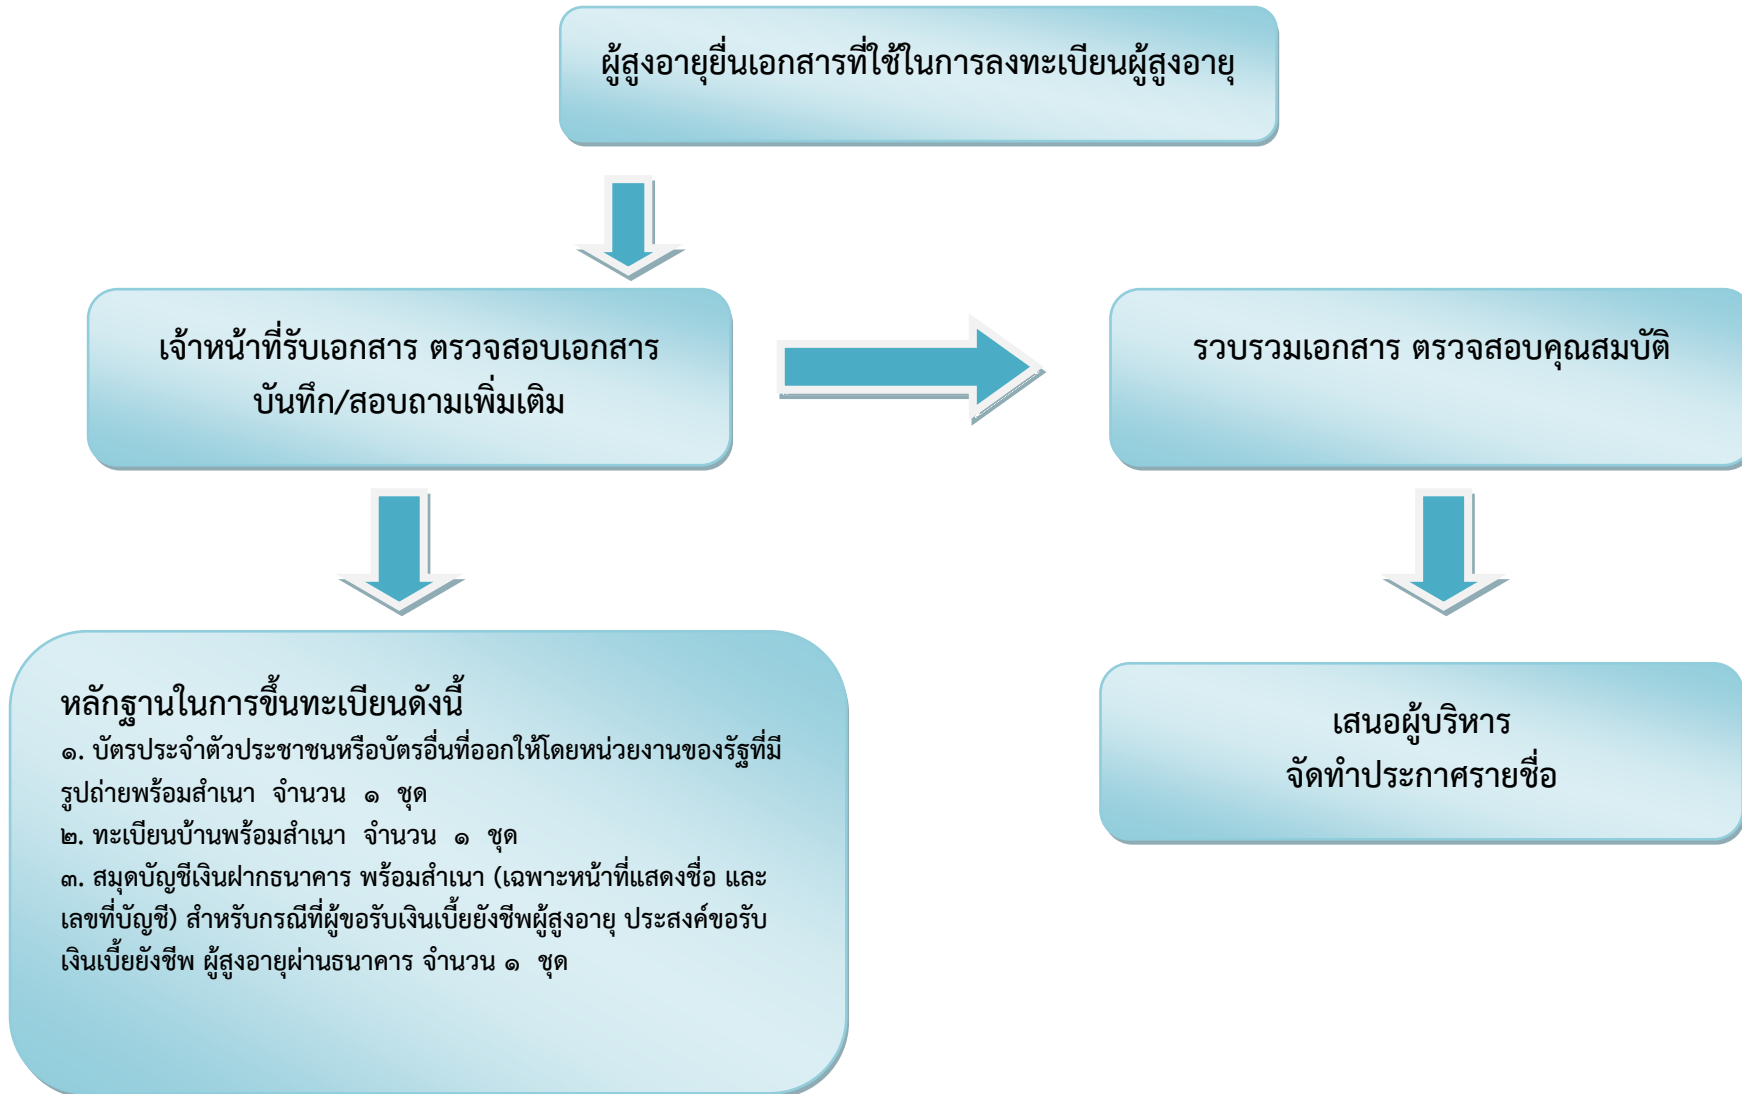 ผู้สูงอายุยื่นเอกสารที่ใช้ในการลงทะเบียนผู้สูงอายุ
เจ้าหน้าที่รับเอกสาร ตรวจสอบเอกสาร
บันทึก/สอบถามเพิ่มเติม
รวบรวมเอกสาร ตรวจสอบคุณสมบัติ
หลักฐานในการขึ้นทะเบียนดังนี้
๑. บัตรประจำตัวประชาชนหรือบัตรอื่นที่ออกให้โดยหน่วยงานของรัฐที่มี
รูปถ่ายพร้อมสำเนา จำนวน ๑ ชุด
๒. ทะเบียนบ้านพร้อมสำเนา จำนวน ๑ ชุด
๓. สมุดบัญชีเงินฝากธนาคาร พร้อมสำเนา (เฉพาะหน้าที่แสดงชื่อ และ
เลขที่บัญชี) สำหรับกรณีที่ผู้ขอรับเงินเบี้ยยังชีพผู้สูงอายุ ประสงค์ขอรับ
เงินเบี้ยยังชีพ ผู้สูงอายุผ่านธนาคาร จำนวน ๑ ชุด
เสนอผู้บริหาร
จัดทำประกาศรายชื่อ